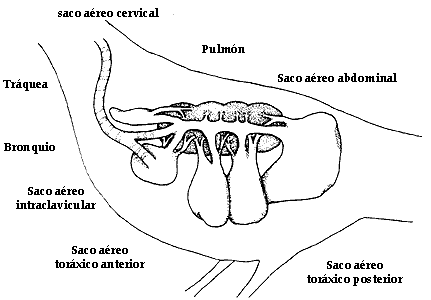 saco aéreo cervical
Pulmón
Saco aéreo abdominal
Tráquea
Bronquio
Saco aéreo
intraclavicular
Saco aéreo
toráxico anterior
Saco aéreo
toráxico posterior